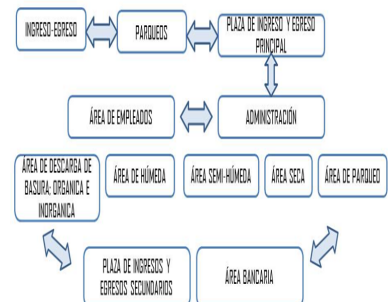 INGRESO-EGRESO
PARQUEOS
PLAZA DE INGRESO Y EGRESO
PRINCIPAL
ÁREA DE EMPLEADOS
ADMINISTRACIÓN
ÁREA DE DESCARGA DE
BASURA: ORGANICA E
INORGANICA
ÁREA DE HÚMEDA
ÁREA SEMI-HÚMEDA
ÁREA SECA
ÁREA DE PARQUEO
PLAZA DE INGRESOS Y
EGRESOS SECUNDARIOS
ÁREA BANCARIA